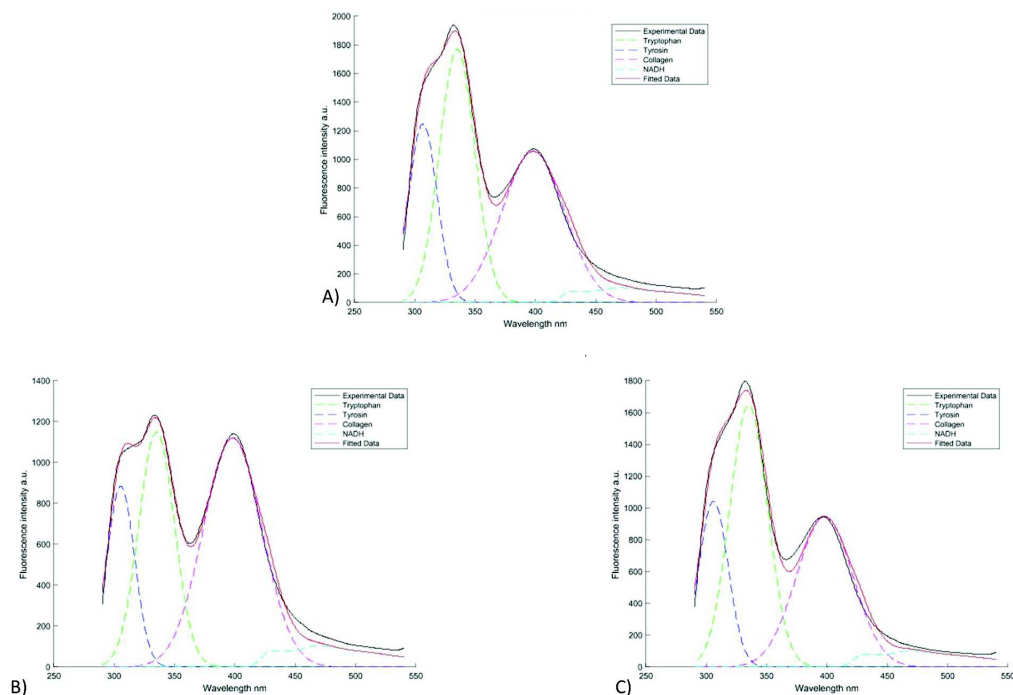 2000
1800
1600
1400
1200
1000
800
600
400
200
0
Fluorescence intensity a.u.
250 300 350 400 450 500 550
Wavelength nm
Experimental Data
Tryptophan
Tyrosin
Collagen
NADH
Fitted Data
A)
1400
1200
1000
800
600
400
200
0
Fluorescence intensity a.u.
250 300 350 400 450 500 550
Wavelength nm
Experimental Data
Tryptophan
Tyrosin
Collagen
NADH
Fitted Data
B)
1800
1600
1400
1200
1000
800
600
400
200
0
Fluorescence intensity a.u.
250 300 350 400 450 500 550
Wavelength nm
Experimental Data
Tryptophan
Tyrosin
Collagen
NADH
Fitted Data
C)